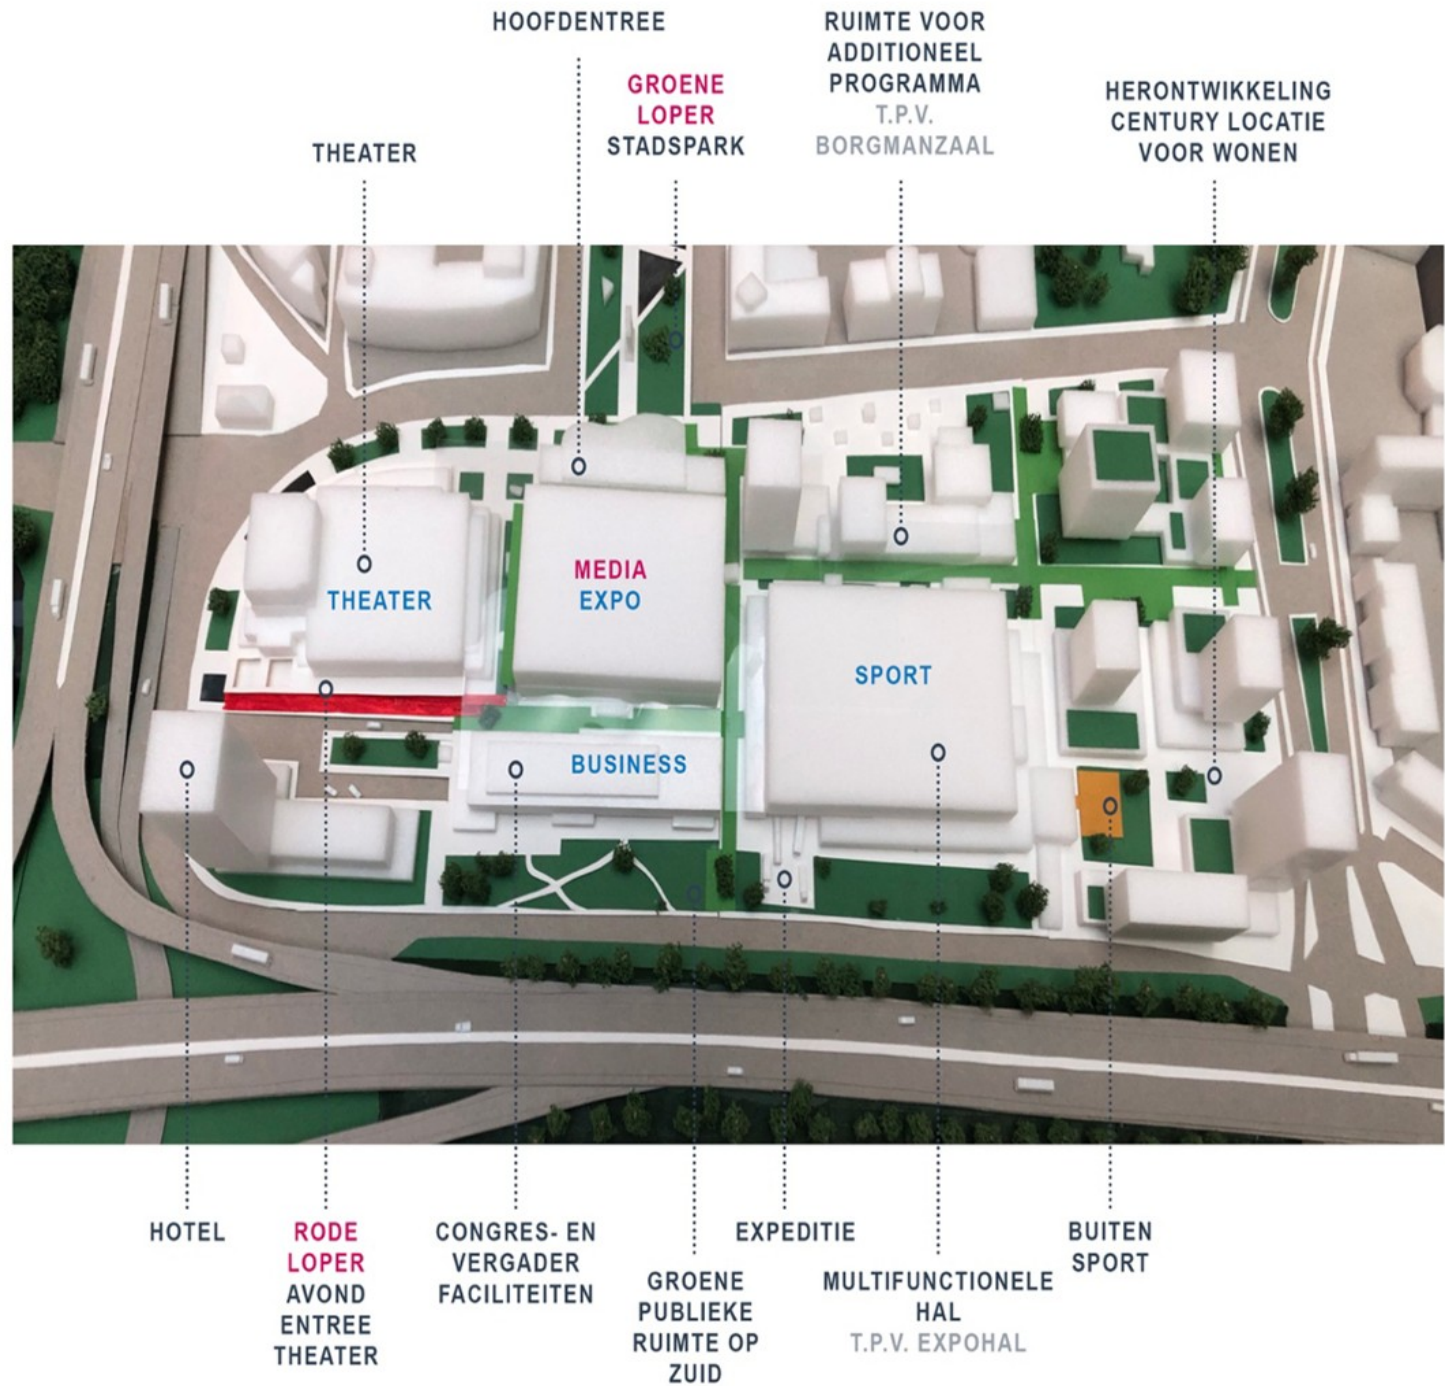 HOOFDENTREE
RUIMTE VOOR
ADDITIONEEL
PROGRAMMA
T.P.V.
BORGMANZAAL
GROENE
LOPER
STADSPARK
HERONTWIKKELING
CENTURY LOCATIE
VOOR WONEN
THEATER
MEDIA
EXPO
THEATER
SPORT
BUSINESS
HOTEL
RODE
LOPER
AVOND
ENTREE
THEATER
CONGRES- EN
VERGADER
FACILITEITEN
GROENE
PUBLIEKE
RUIMTE OP
ZUID
EXPEDITIE
MULTIFUNCTIONELE
HAL
T.P.V. EXPOHAL
BUITEN
SPORT